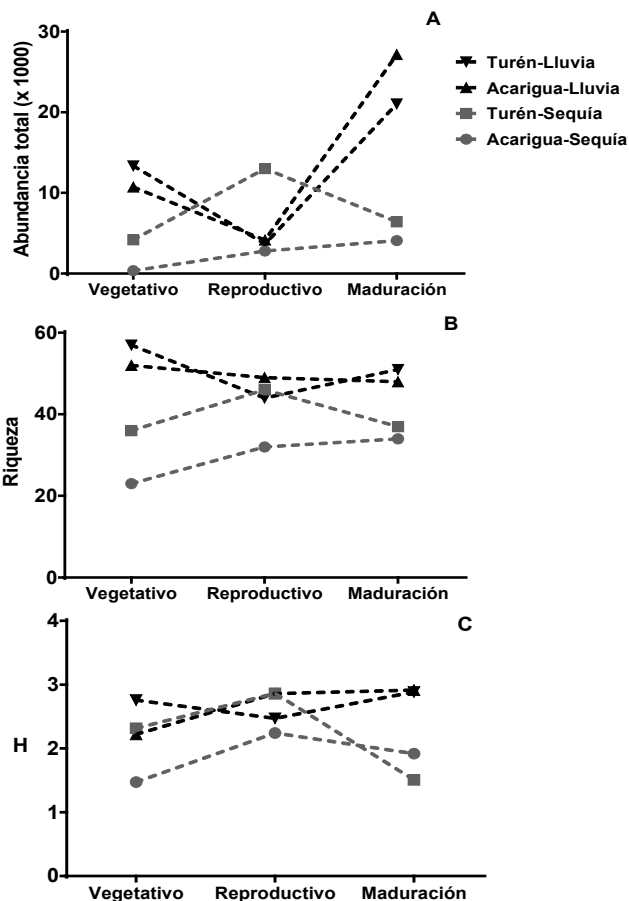 A
Abundancia total (x 1000)
30
20
10
0
Vegetativo Reproductivo Maduración
Turén-Lluvia
Acarigua-Lluvia
Turén-Sequía
Acarigua-Sequía
B
Riqueza
60
40
20
0
Vegetativo Reproductivo Maduración
C
H
4
3
2
1
0
Vegetativo Reproductivo Maduración